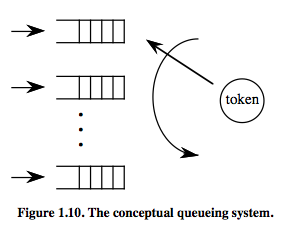 token
Figure 1.10. The conceptual queueing system.